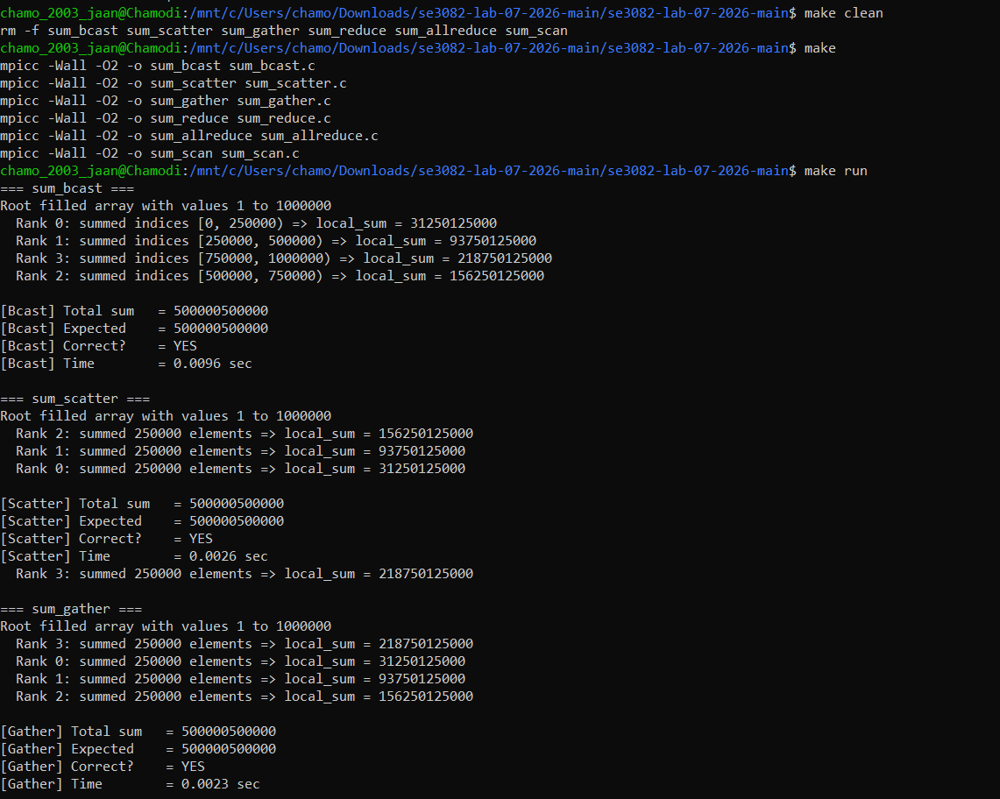 chamo_2003_jaan@Chamodi:/mnt/c/Users/chamo/Downloads/se3082-lab-07-2026-main/se3082-lab-07-2026-main$ make clean
rm -f sum_bcast sum_scatter sum_gather sum_reduce sum_allreduce sum_scan
chamo_2003_jaan@Chamodi:/mnt/c/Users/chamo/Downloads/se3082-lab-07-2026-main/se3082-lab-07-2026-main$ make
mpicc -Wall -O2 -o sum_bcast sum_bcast.c
mpicc -Wall -O2 -o sum_scatter sum_scatter.c
mpicc -Wall -O2 -o sum_gather sum_gather.c
mpicc -Wall -O2 -o sum_reduce sum_reduce.c
mpicc -Wall -O2 -o sum_allreduce sum_allreduce.c
mpicc -Wall -O2 -o sum_scan sum_scan.c
chamo_2003_jaan@Chamodi:/mnt/c/Users/chamo/Downloads/se3082-lab-07-2026-main/se3082-lab-07-2026-main$ make run
=== sum_bcast ===
Root filled array with values 1 to 1000000
  Rank 0: summed indices [0, 250000) => local_sum = 31250125000
  Rank 1: summed indices [250000, 500000) => local_sum = 93750125000
  Rank 3: summed indices [750000, 1000000) => local_sum = 218750125000
  Rank 2: summed indices [500000, 750000) => local_sum = 156250125000

[Bcast] Total sum   = 500000500000
[Bcast] Expected    = 500000500000
[Bcast] Correct?    = YES
[Bcast] Time        = 0.0096 sec

=== sum_scatter ===
Root filled array with values 1 to 1000000
  Rank 2: summed 250000 elements => local_sum = 156250125000
  Rank 1: summed 250000 elements => local_sum = 93750125000
  Rank 0: summed 250000 elements => local_sum = 31250125000

[Scatter] Total sum   = 500000500000
[Scatter] Expected    = 500000500000
[Scatter] Correct?    = YES
[Scatter] Time        = 0.0026 sec
  Rank 3: summed 250000 elements => local_sum = 218750125000

=== sum_gather ===
Root filled array with values 1 to 1000000
  Rank 3: summed 250000 elements => local_sum = 218750125000
  Rank 0: summed 250000 elements => local_sum = 31250125000
  Rank 1: summed 250000 elements => local_sum = 93750125000
  Rank 2: summed 250000 elements => local_sum = 156250125000

[Gather] Total sum   = 500000500000
[Gather] Expected    = 500000500000
[Gather] Correct?    = YES
[Gather] Time        = 0.0023 sec